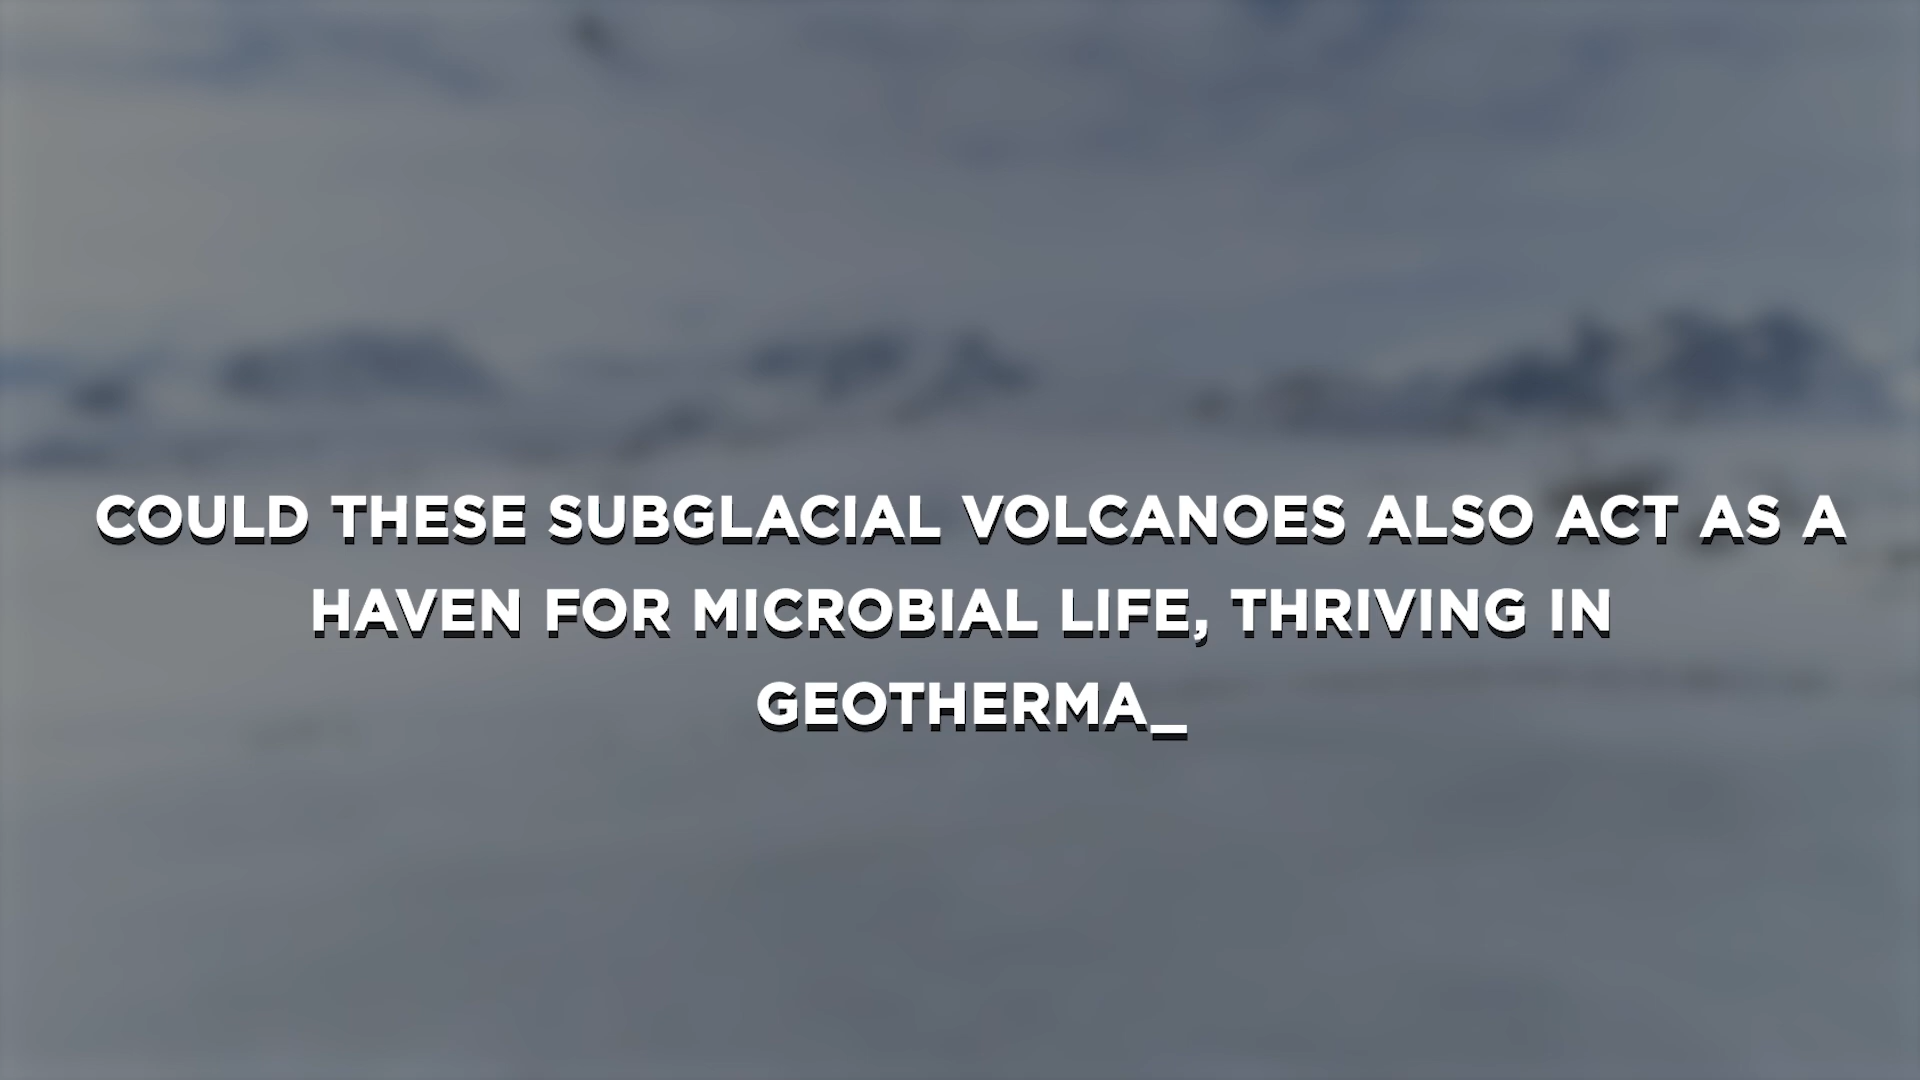 COULD THESE SUBGLACIAL VOLCANOES ALSO ACT AS A
HAVEN FOR MICROBIAL LIFE, THRIVING IN
GEOTHERMA_